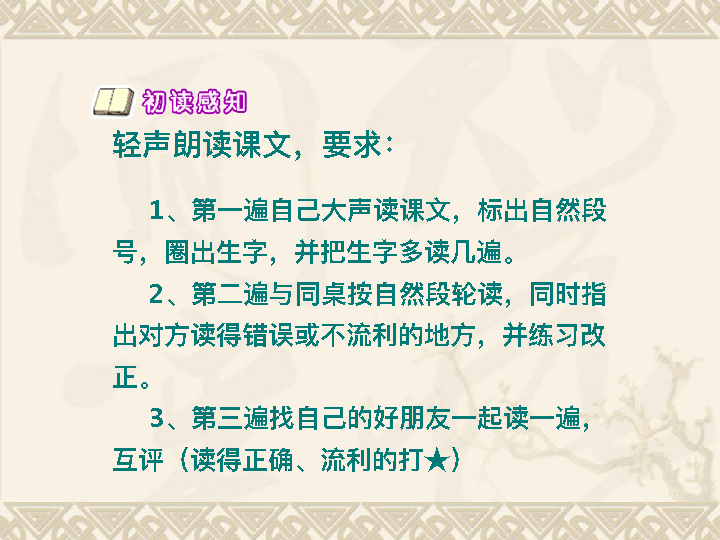 初读感知
轻声朗读课文，要求：
1、第一遍自己大声读课文，标出自然段
号，圈出生字，并把生字多读几遍。
2、第二遍与同桌按自然段轮读，同时指
出对方读得错误或不流利的地方，并练习改
正。
3、第三遍找自己的好朋友一起读一遍，
互评（读得正确、流利的打★）